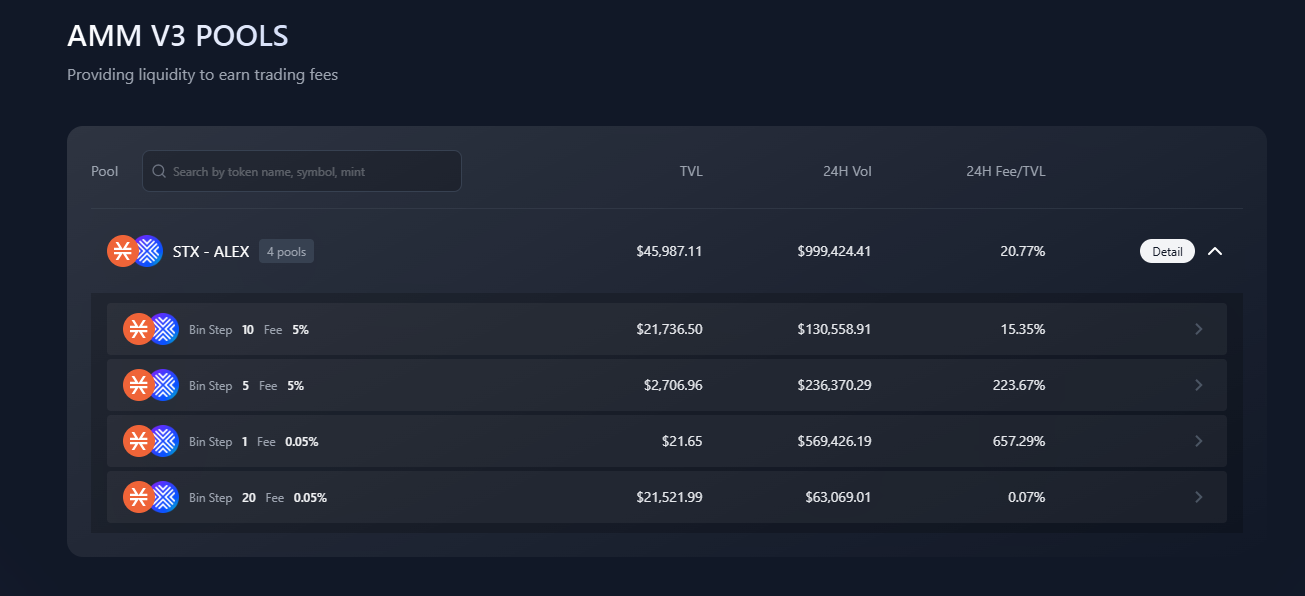 AMM V3 POOLS
Providing liquidity to earn trading fees
Pool Search by token name, symbol, mint TVL 24H Vol 24H Fee/TVL
STX - ALEX 4 pools $45,987.11 $999,424.41 20.77% Detail
Bin Step 10 Fee 5% $21,736.50 $130,558.91 15.35%
Bin Step 5 Fee 5% $2,706.96 $236,370.29 223.67%
Bin Step 1 Fee 0.05% $21.65 $569,426.19 657.29%
Bin Step 20 Fee 0.05% $21,521.99 $63,069.01 0.07%